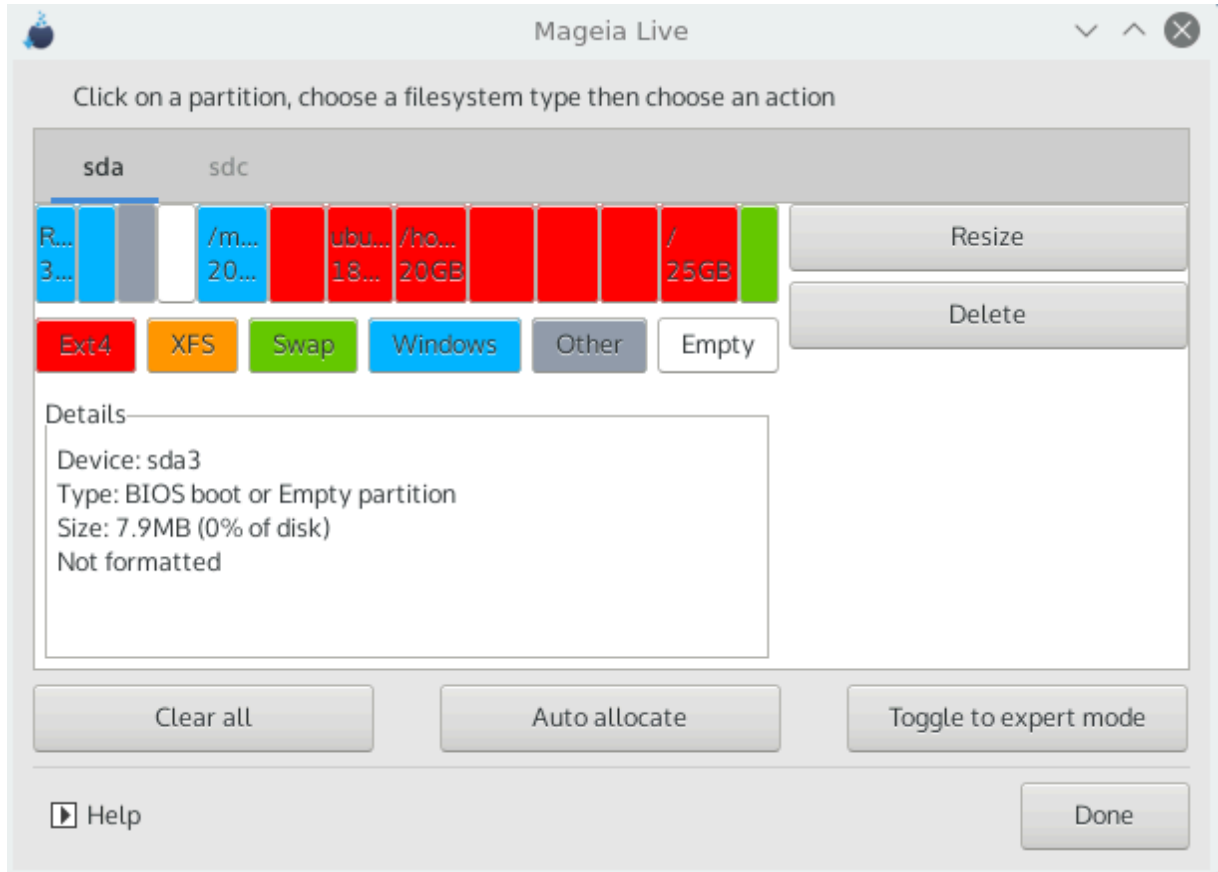 Mageia Live
Click on a partition, choose a filesystem type then choose an action
sda sdc
R... /m... ubu... /ho... /
3... 20... 18... 20GB 25GB
Resize
Delete
Ext4 XFS Swap Windows Other Empty
Details
Device: sda3
Type: BIOS boot or Empty partition
Size: 7.9MB (0% of disk)
Not formatted
Clear all Auto allocate Toggle to expert mode
Help Done